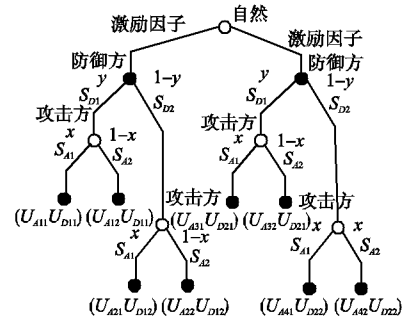 自然
激励因子 激励因子
防御方 防御方
y 1-y y 1-y
S_{D1} S_{D2} S_{D1} S_{D2}
攻击方 攻击方
x 1-x x 1-x
S_{A1} S_{A2} S_{A1} S_{A2}
攻击方 攻击方
(U_{A11}U_{D11}) (U_{A12}U_{D11}) (U_{A31}U_{D21}) (U_{A32}U_{D21})
x 1-x x x
S_{A1} S_{A2} S_{A1} S_{A2}
(U_{A21}U_{D12}) (U_{A22}U_{D12}) (U_{A41}U_{D22}) (U_{A42}U_{D22})